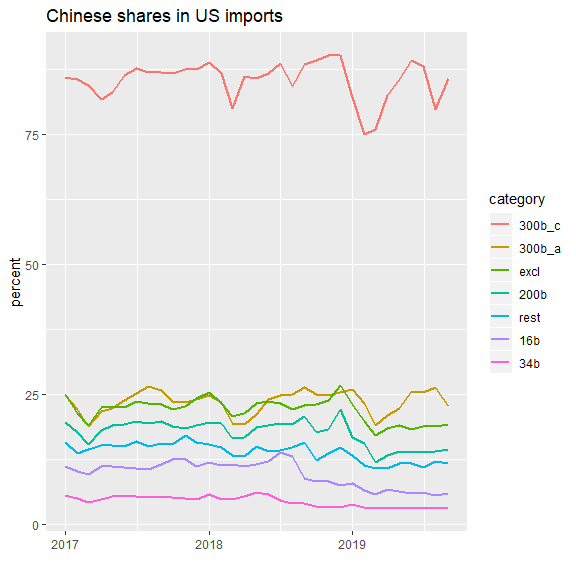 Chinese shares in US imports
percent
75
50
25
0
2017
2018
2019
category
300b_c
300b_a
excl
200b
rest
16b
34b